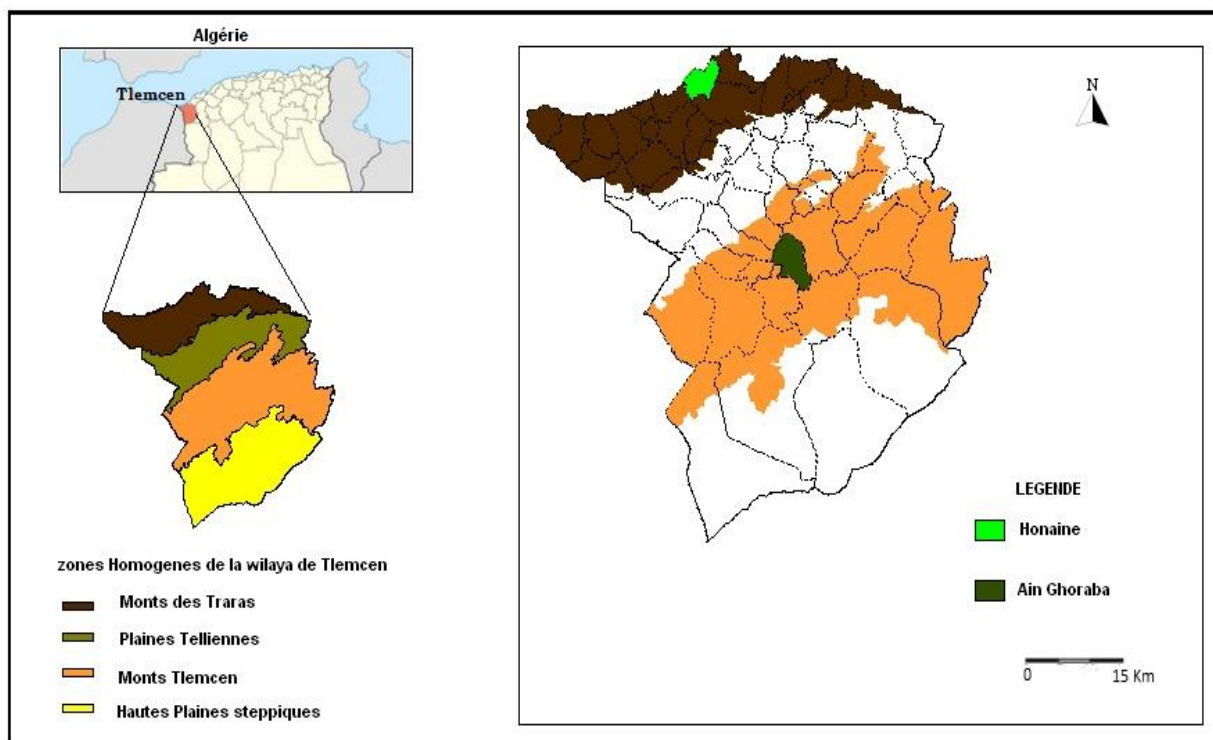 Algérie
Tlemcen
zones Homogenes de la wilaya de Tlemcen
Monts des Traras
Plaines Telliennes
Monts Tlemcen
Hautes Plaines steppiques
N
LEGENDE
Honaine
Ain Ghoraba
0 15 Km